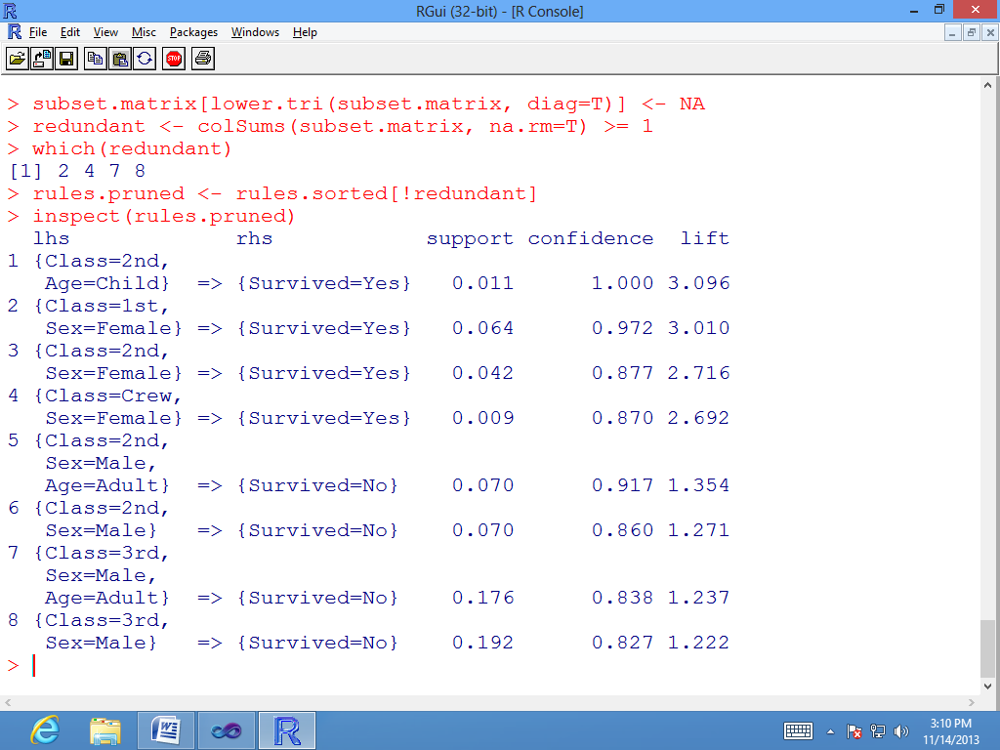 RGui (32-bit) - [R Console]
File Edit View Misc Packages Windows Help
STOP
> subset.matrix[lower.tri(subset.matrix, diag=T)] <- NA
> redundant <- colSums(subset.matrix, na.rm=T) >= 1
> which(redundant)
[1] 2 4 7 8
> rules.pruned <- rules.sorted[!redundant]
> inspect(rules.pruned)
  lhs             rhs            support confidence  lift
1 {Class=2nd,
   Age=Child}  => {Survived=Yes}   0.011      1.000 3.096
2 {Class=1st,
   Sex=Female} => {Survived=Yes}   0.064      0.972 3.010
3 {Class=2nd,
   Sex=Female} => {Survived=Yes}   0.042      0.877 2.716
4 {Class=Crew,
   Sex=Female} => {Survived=Yes}   0.009      0.870 2.692
5 {Class=2nd,
   Sex=Male,
   Age=Adult}  => {Survived=No}    0.070      0.917 1.354
6 {Class=2nd,
   Sex=Male}   => {Survived=No}    0.070      0.860 1.271
7 {Class=3rd,
   Sex=Male,
   Age=Adult}  => {Survived=No}    0.176      0.838 1.237
8 {Class=3rd,
   Sex=Male}   => {Survived=No}    0.192      0.827 1.222
>
3:10 PM
11/14/2013